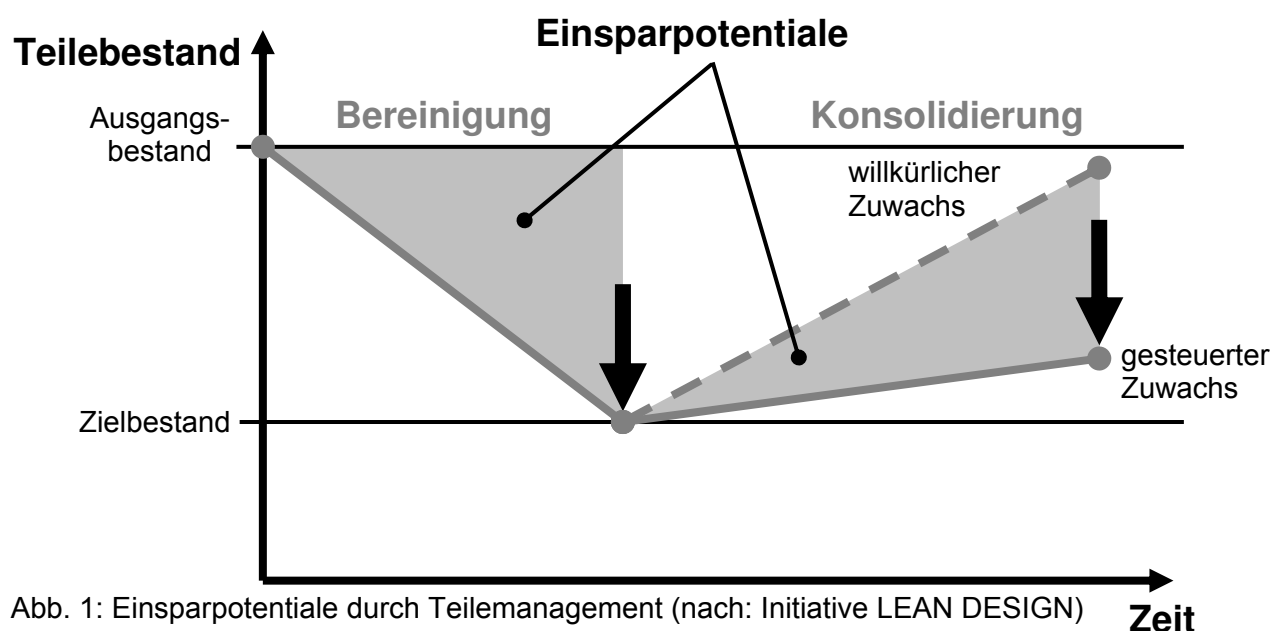 Einsparpotentiale
Teilebestand
Ausgangs-
bestand
Bereinigung
Konsolidierung
willkürlicher
Zuwachs
gesteuerter
Zuwachs
Zielbestand
Abb. 1: Einsparpotentiale durch Teilemanagement (nach: Initiative LEAN DESIGN)
Zeit